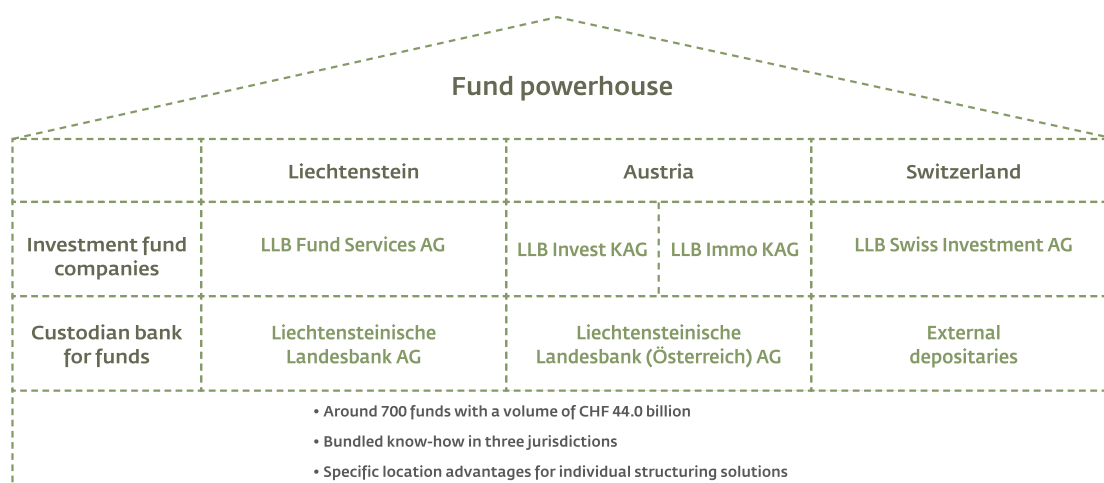 Fund powerhouse
Liechtenstein
Austria
Switzerland
Investment fund
companies
LLB Fund Services AG
LLB Invest KAG
LLB Immo KAG
LLB Swiss Investment AG
Custodian bank
for funds
Liechtensteinische
Landesbank AG
Liechtensteinische
Landesbank (Österreich) AG
External
depositaries
• Around 700 funds with a volume of CHF 44.0 billion
• Bundled know-how in three jurisdictions
• Specific location advantages for individual structuring solutions